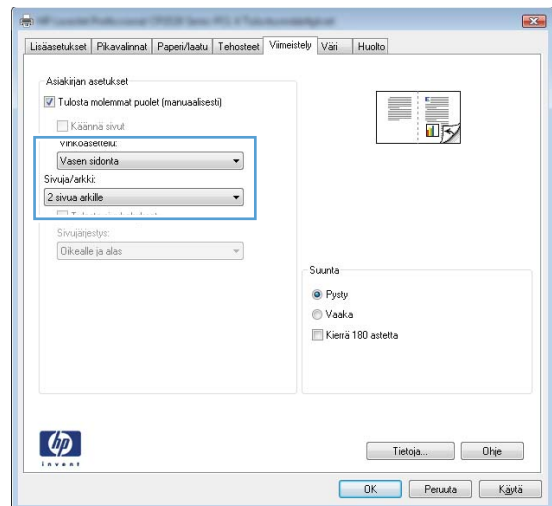 Lisäasetukset Pikavalinnat Paperi/laatu Tehosteet Viimeistely Väri Huolto
Asiakirjan asetukset
Tulosta molemmat puolet (manuaalisesti)
Käännä sivut
Vihkoasettelu:
Vasen sidonta
Sivuja/arkki:
2 sivua arkille
Sivujärjestys:
Oikealle ja alas
Suunta
Pysty
Vaaka
Kierrä 180 astetta
hp
invent
Tietoja... Ohje
OK Peruuta Käytä